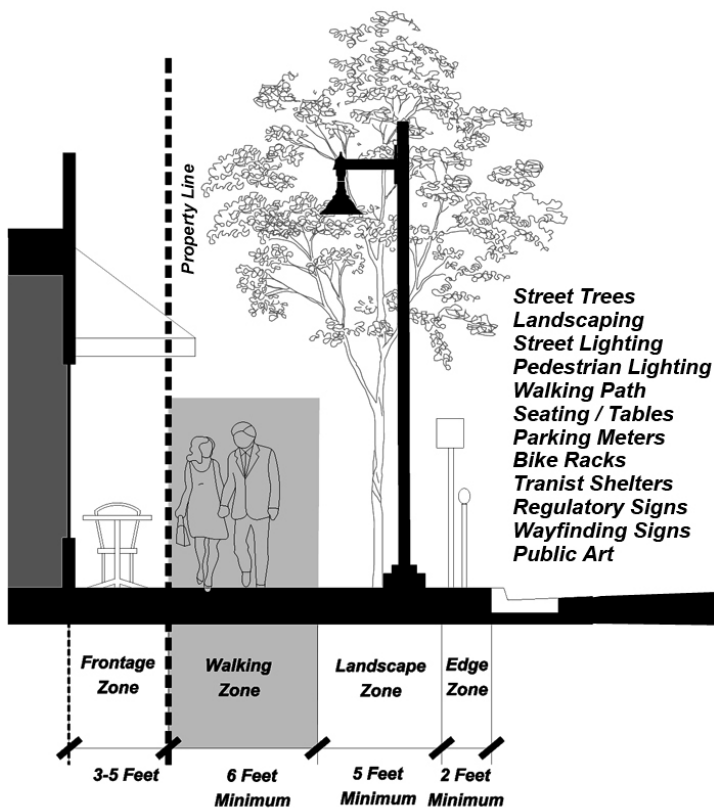 Property Line
Street Trees
Landscaping
Street Lighting
Pedestrian Lighting
Walking Path
Seating / Tables
Parking Meters
Bike Racks
Tranist Shelters
Regulatory Signs
Wayfinding Signs
Public Art
Frontage
Zone
Walking
Zone
Landscape
Zone
Edge
Zone
3-5 Feet
6 Feet
Minimum
5 Feet
Minimum
2 Feet
Minimum